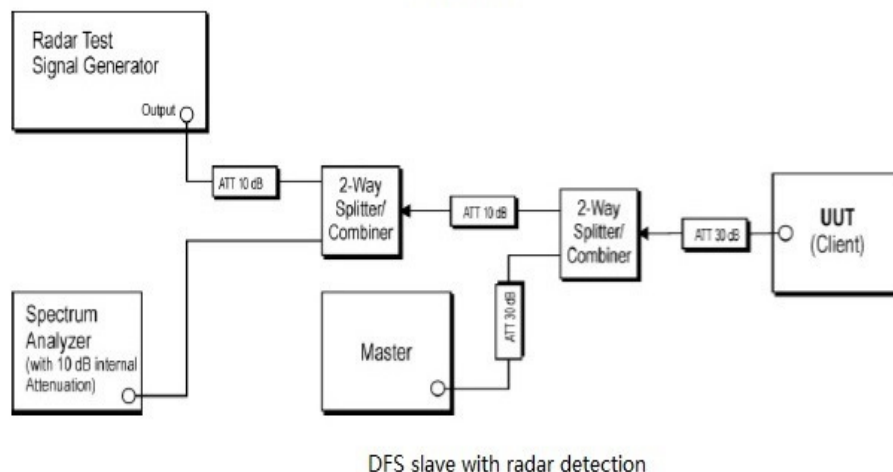 Radar Test
Signal Generator
Output
ATT 10 dB
2-Way
Splitter/
Combiner
ATT 10 dB
2-Way
Splitter/
Combiner
ATT 30 dB
UUT
(Client)
Spectrum
Analyzer
(with 10 dB internal
Attenuation)
Master
ATT 30 dB
DFS slave with radar detection